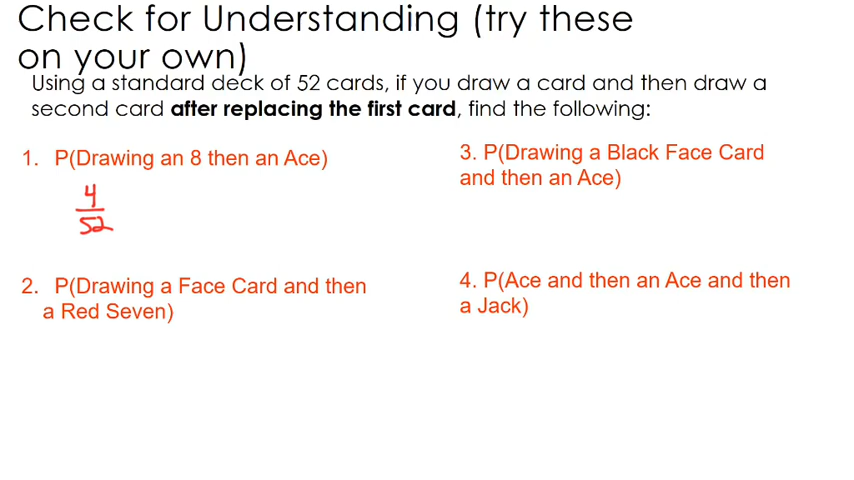 Check for Understanding (try these
on your own)
Using a standard deck of 52 cards, if you draw a card and then draw a
second card after replacing the first card, find the following:
1. P(Drawing an 8 then an Ace)
4
52
2. P(Drawing a Face Card and then
a Red Seven)
3. P(Drawing a Black Face Card
and then an Ace)
4. P(Ace and then an Ace and then
a Jack)